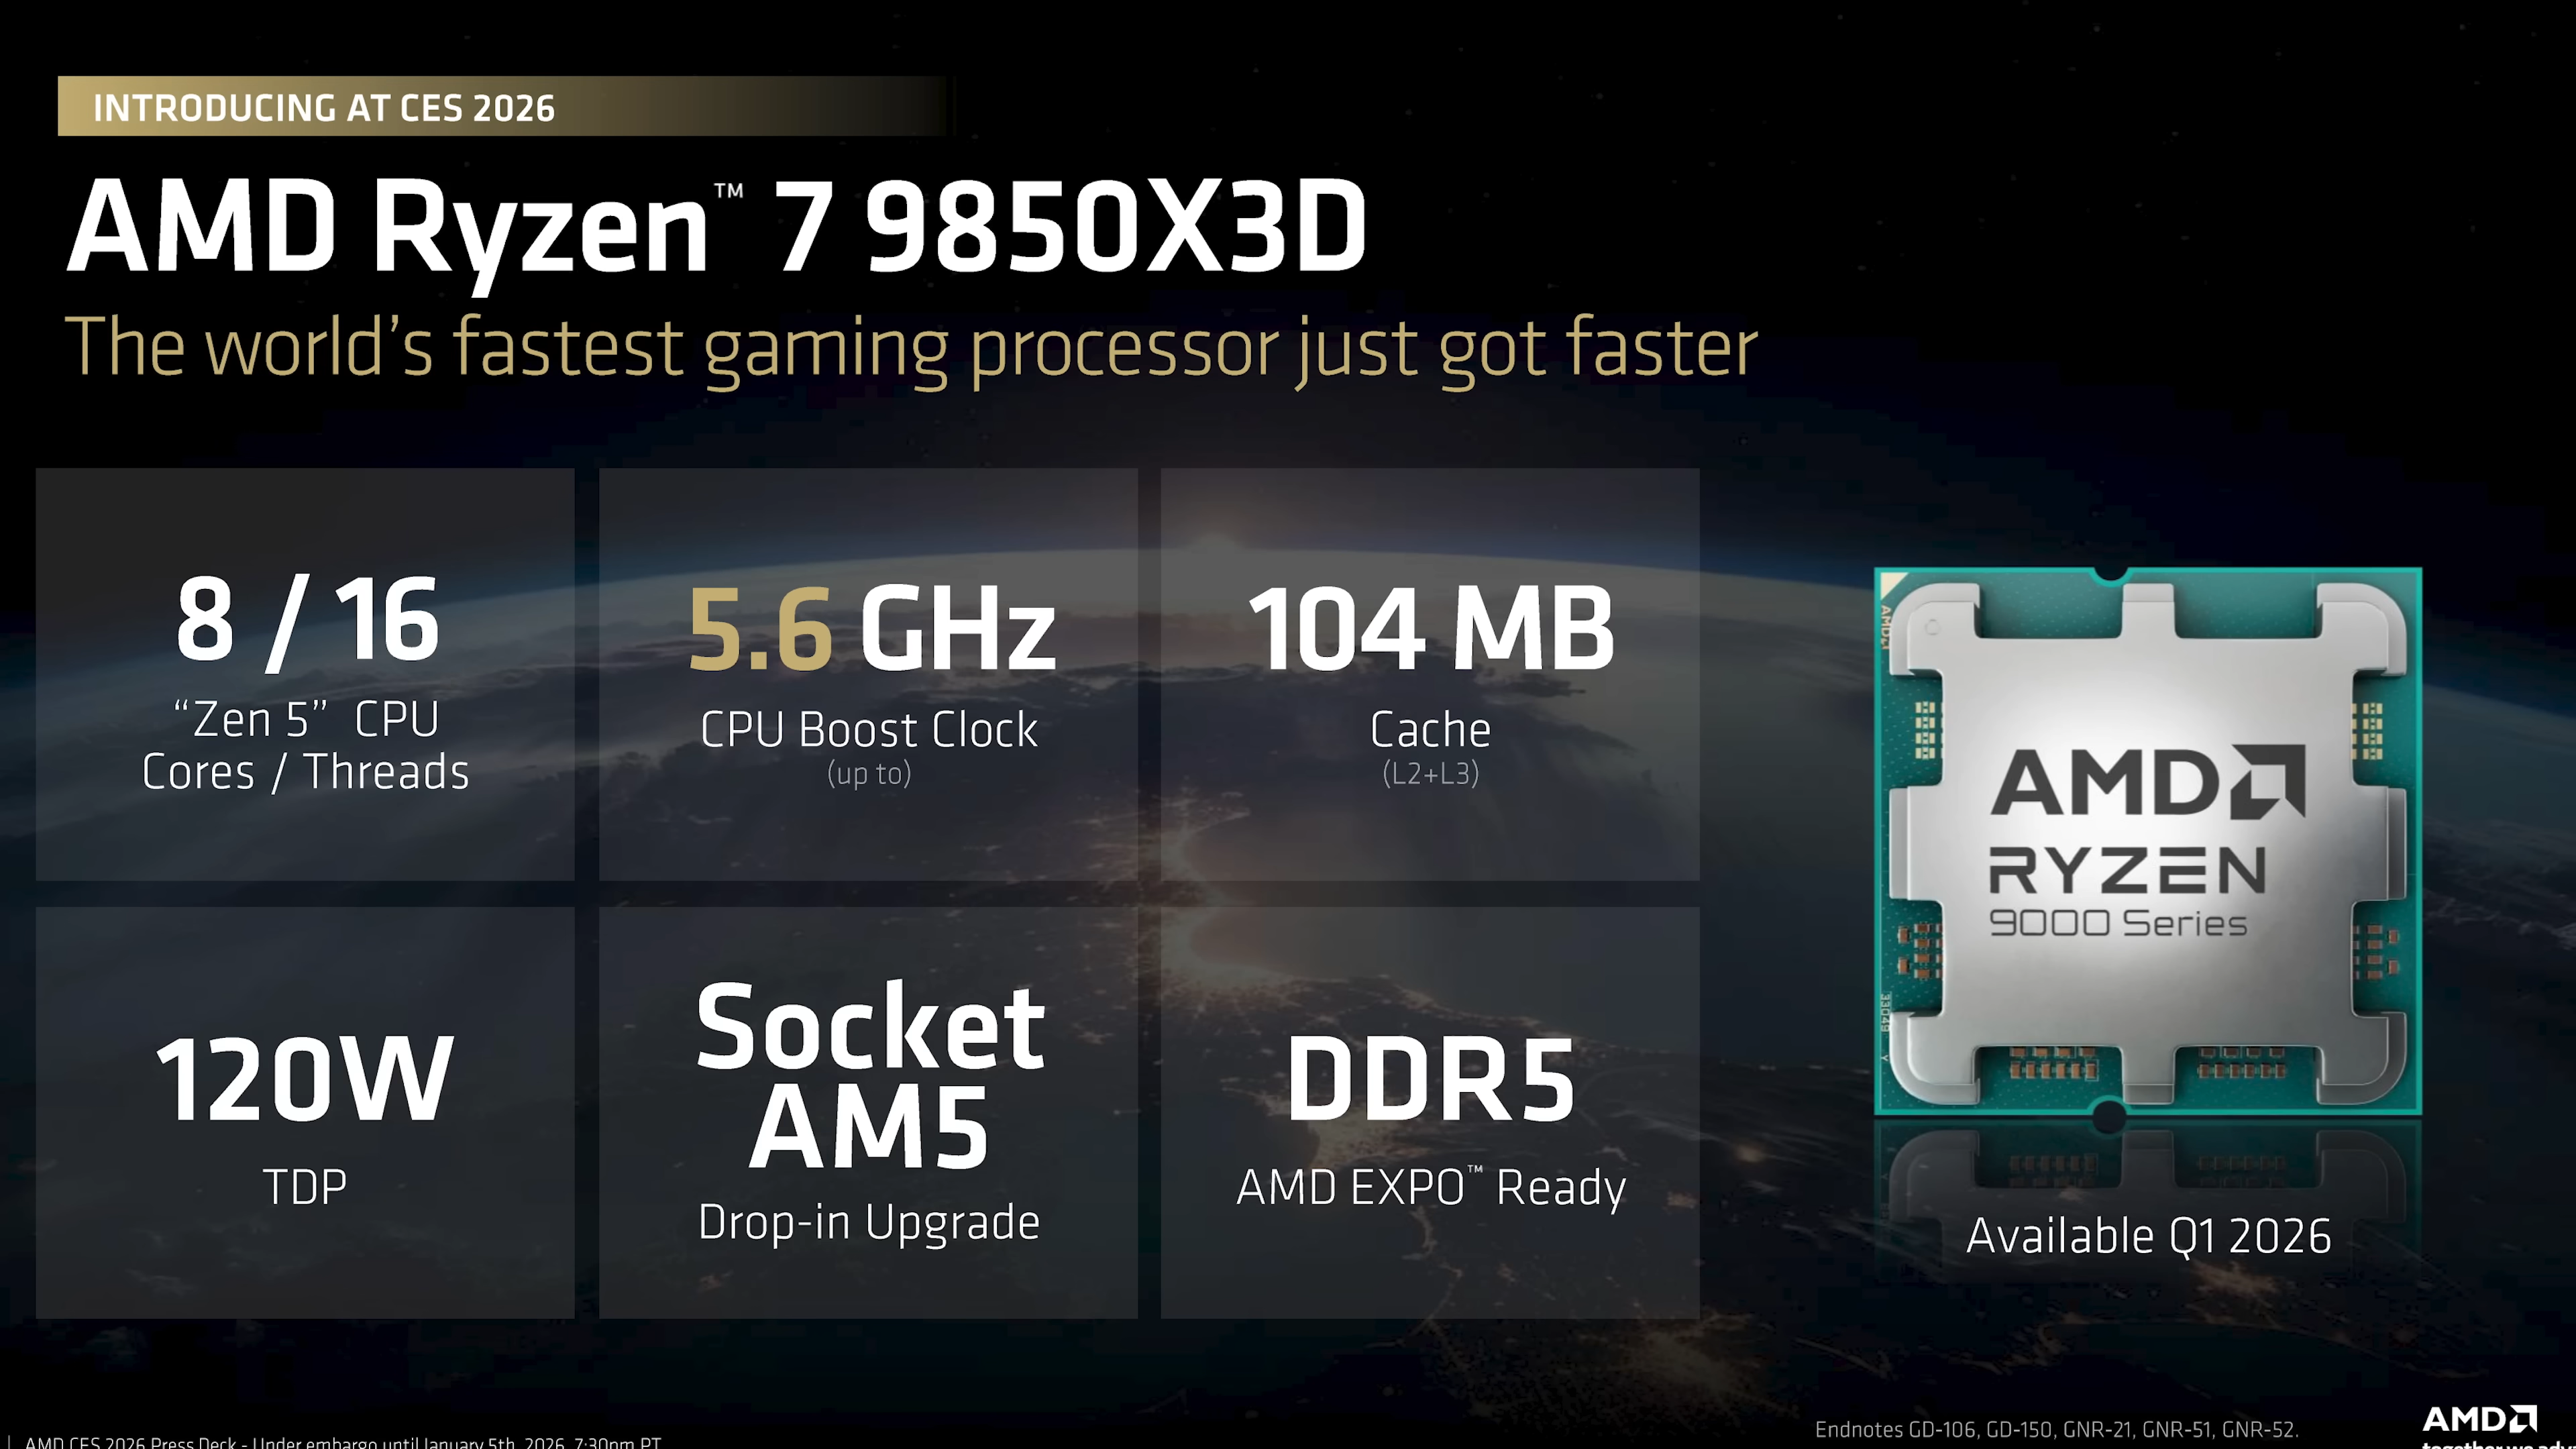 INTRODUCING AT CES 2026
AMD Ryzen™ 7 9850X3D
The world’s fastest gaming processor just got faster
8 / 16
“Zen 5” CPU
Cores / Threads
5.6 GHz
CPU Boost Clock
(up to)
104 MB
Cache
(L2+L3)
120W
TDP
Socket
AM5
Drop-in Upgrade
DDR5
AMD EXPO™ Ready
AMD
RYZEN
9000 Series
Available Q1 2026
Endnotes GD-106, GD-150, GNR-21, GNR-51, GNR-52.
AMD
AMD CES 2026 Press Deck - Under embargo until January 5th, 2026, 7:30pm PT